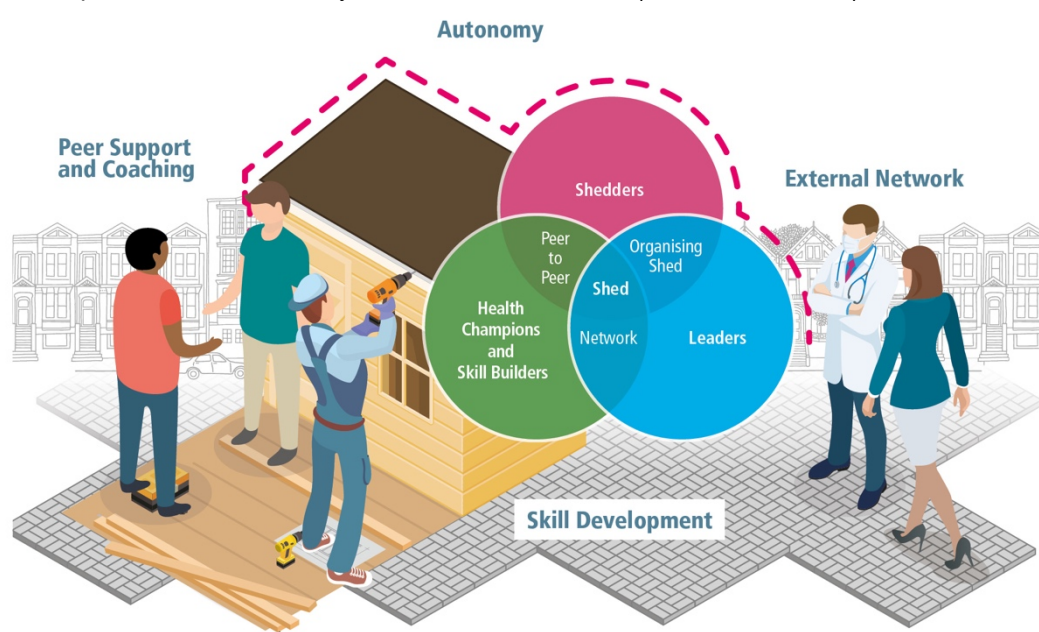 Autonomy
Peer Support
and Coaching
External Network
Shedders
Peer
to
Peer
Organising
Shed
Shed
Network
Health
Champions
and
Skill Builders
Leaders
Skill Development